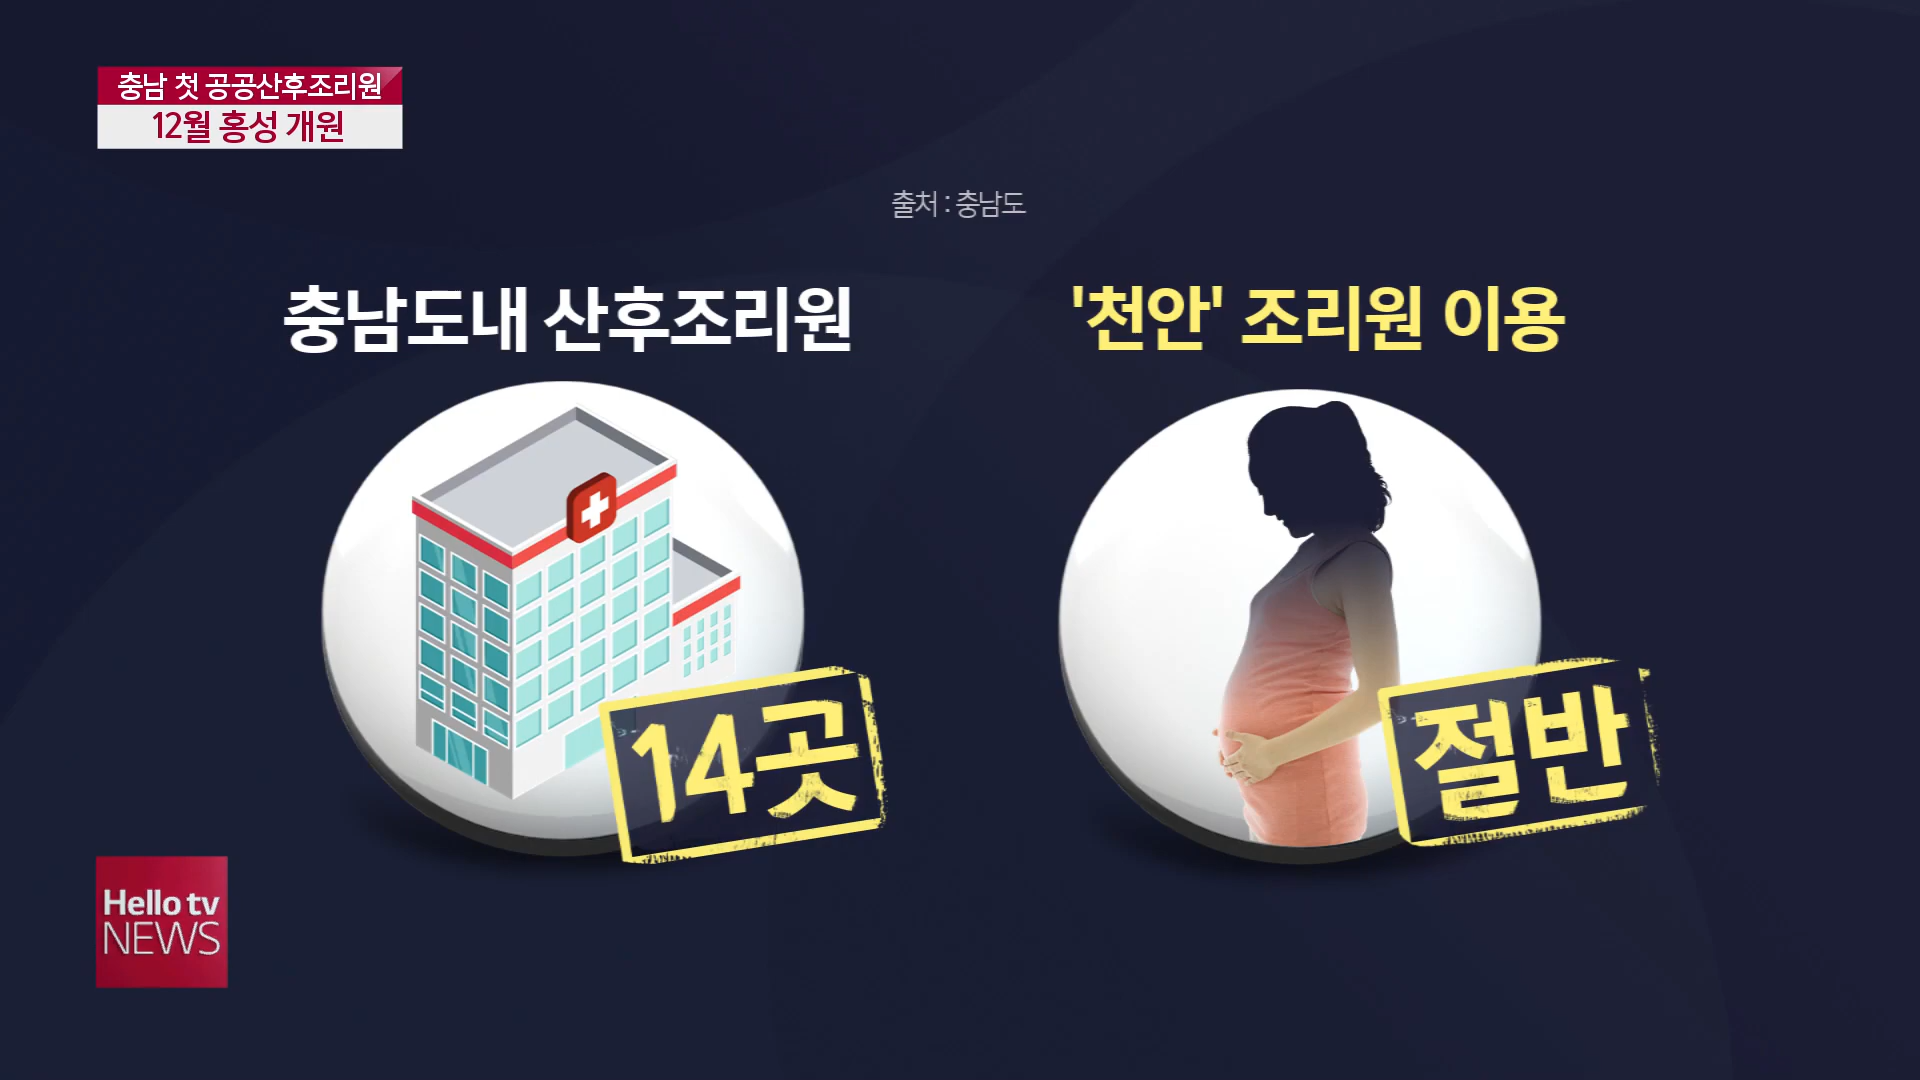 충남 첫 공공산후조리원
12월 홍성 개원
출처 : 충남도
충남도내 산후조리원
'천안' 조리원 이용
14곳
절반
Hello tv
NEWS